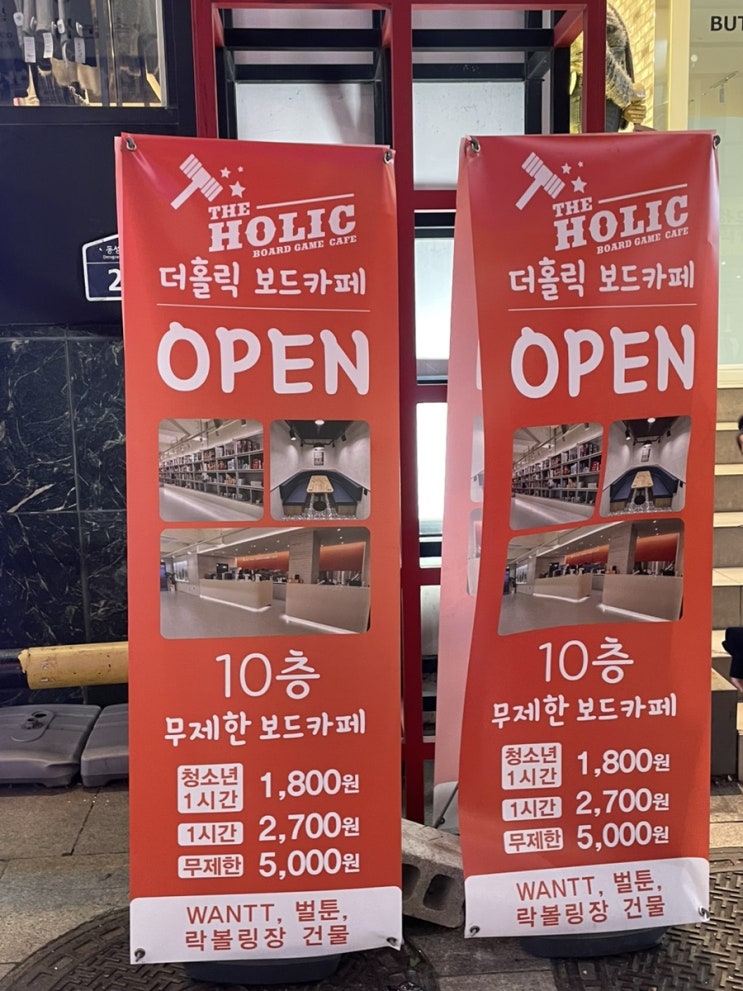 BUT
THE
HOLIC
BOARD GAME CAFE
더홀릭 보드카페
OPEN
10층
무제한 보드카페
청소년
1시간 1,800원
1시간 2,700원
무제한 5,000원
WANTT, 벌툰,
락볼링장 건물
THE
HOLIC
BOARD GAME CAFE
더홀릭 보드카페
OPEN
10층
무제한 보드카페
청소년
1시간 1,800원
1시간 2,700원
무제한 5,000원
WANTT, 벌툰,
락볼링장 건물
2